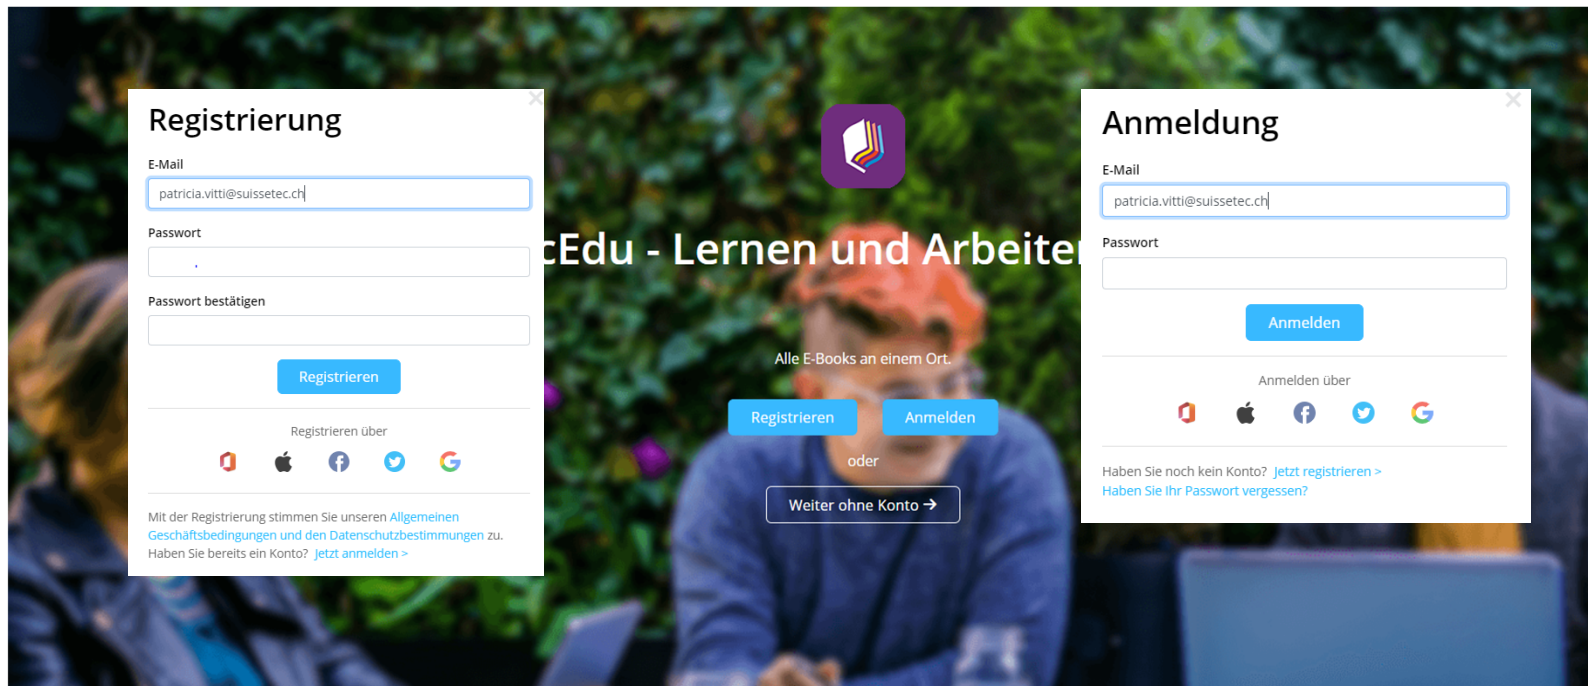 Registrierung
E-Mail
patricia.vitti@suissetec.ch
Passwort
Passwort bestätigen
Registrieren
Registrieren über
Mit der Registrierung stimmen Sie unseren Allgemeinen
Geschäftsbedingungen und den Datenschutzbestimmungen zu.
Haben Sie bereits ein Konto? Jetzt anmelden >
cEdu - Lernen und Arbeiten
Alle E-Books an einem Ort.
Registrieren Anmelden
oder
Weiter ohne Konto →
Anmeldung
E-Mail
patricia.vitti@suissetec.ch
Passwort
Anmelden
Anmelden über
Haben Sie noch kein Konto? Jetzt registrieren >
Haben Sie Ihr Passwort vergessen?